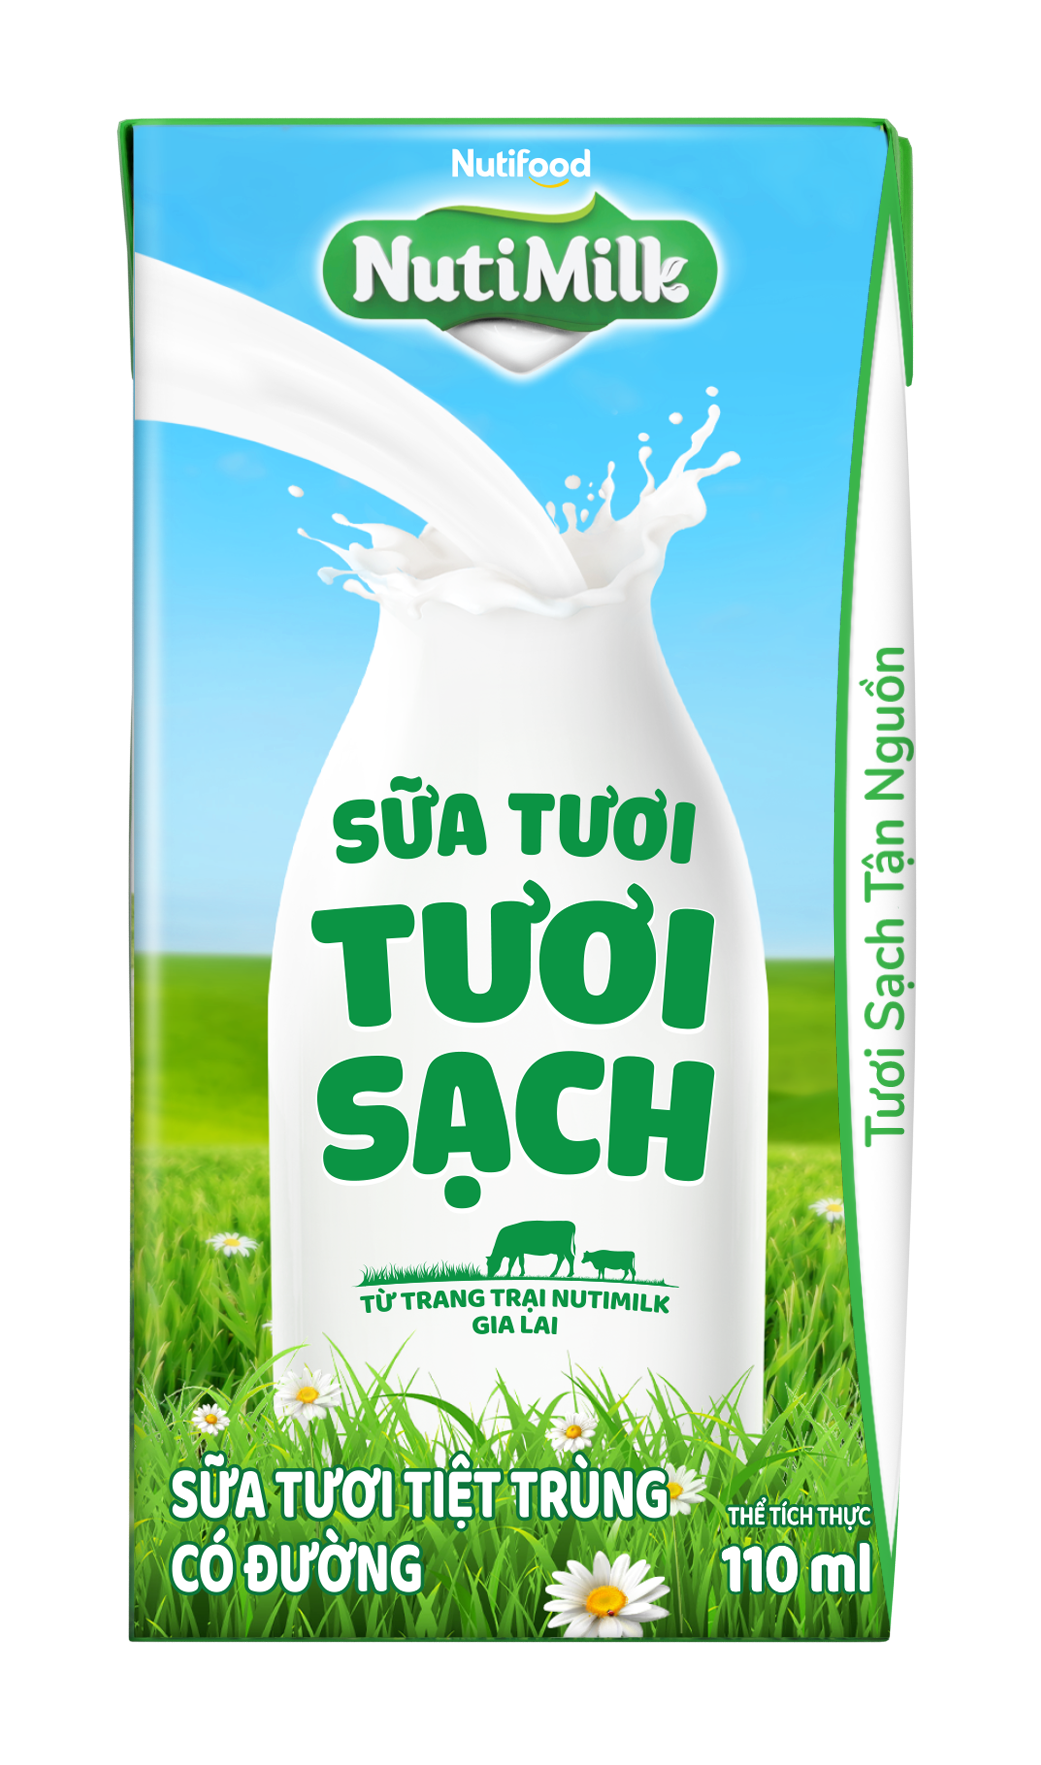 Nutifood
NutiMilk
SỮA TƯƠI
TƯƠI
SẠCH
TỪ TRANG TRẠI NUTIMILK
GIA LAI
SỮA TƯƠI TIỆT TRÙNG
CÓ ĐƯỜNG
THỂ TÍCH THỰC
110 ml
Tươi Sạch Tận Nguồn